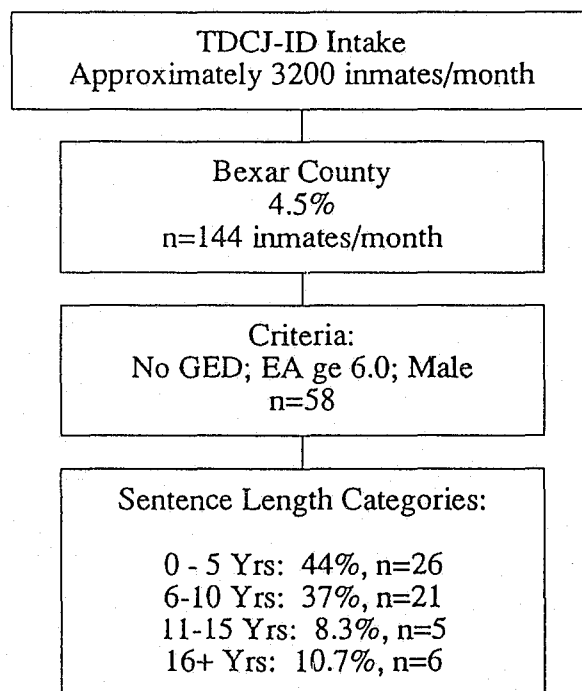 TDCJ-ID Intake
Approximately 3200 inmates/month
Bexar County
4.5%
n=144 inmates/month
Criteria:
No GED; EA ge 6.0; Male
n=58
Sentence Length Categories:
0 - 5 Yrs: 44%, n=26
6-10 Yrs: 37%, n=21
11-15 Yrs: 8.3%, n=5
16+ Yrs: 10.7%, n=6